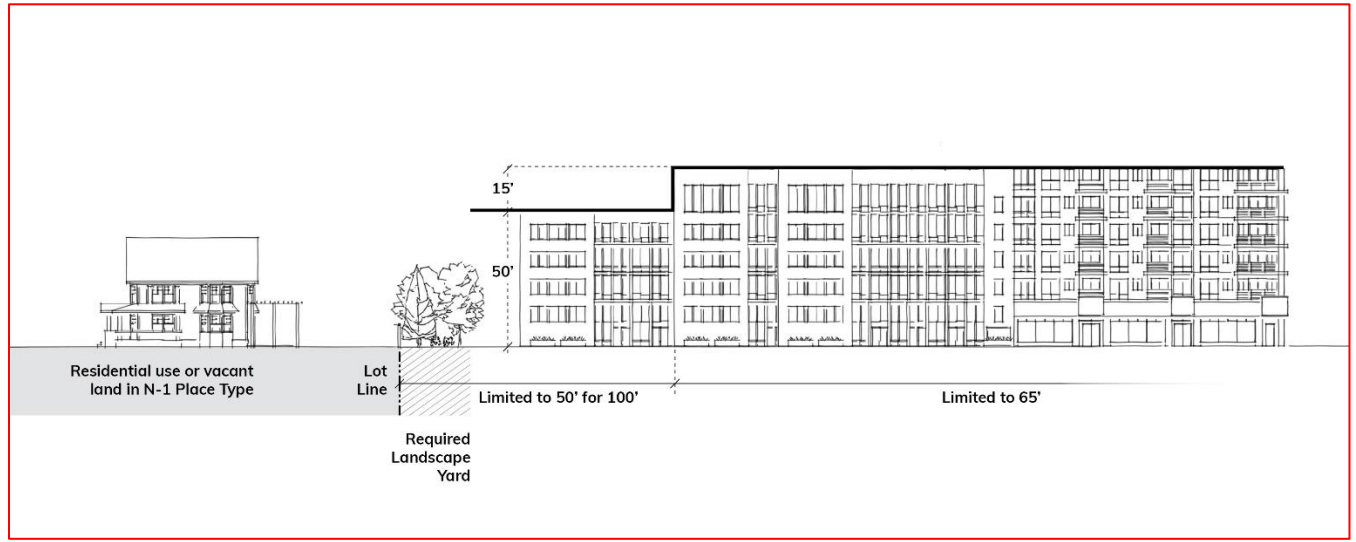 15’
50’
Residential use or vacant
land in N-1 Place Type
Lot
Line
Limited to 50’ for 100’
Limited to 65’
Required
Landscape
Yard